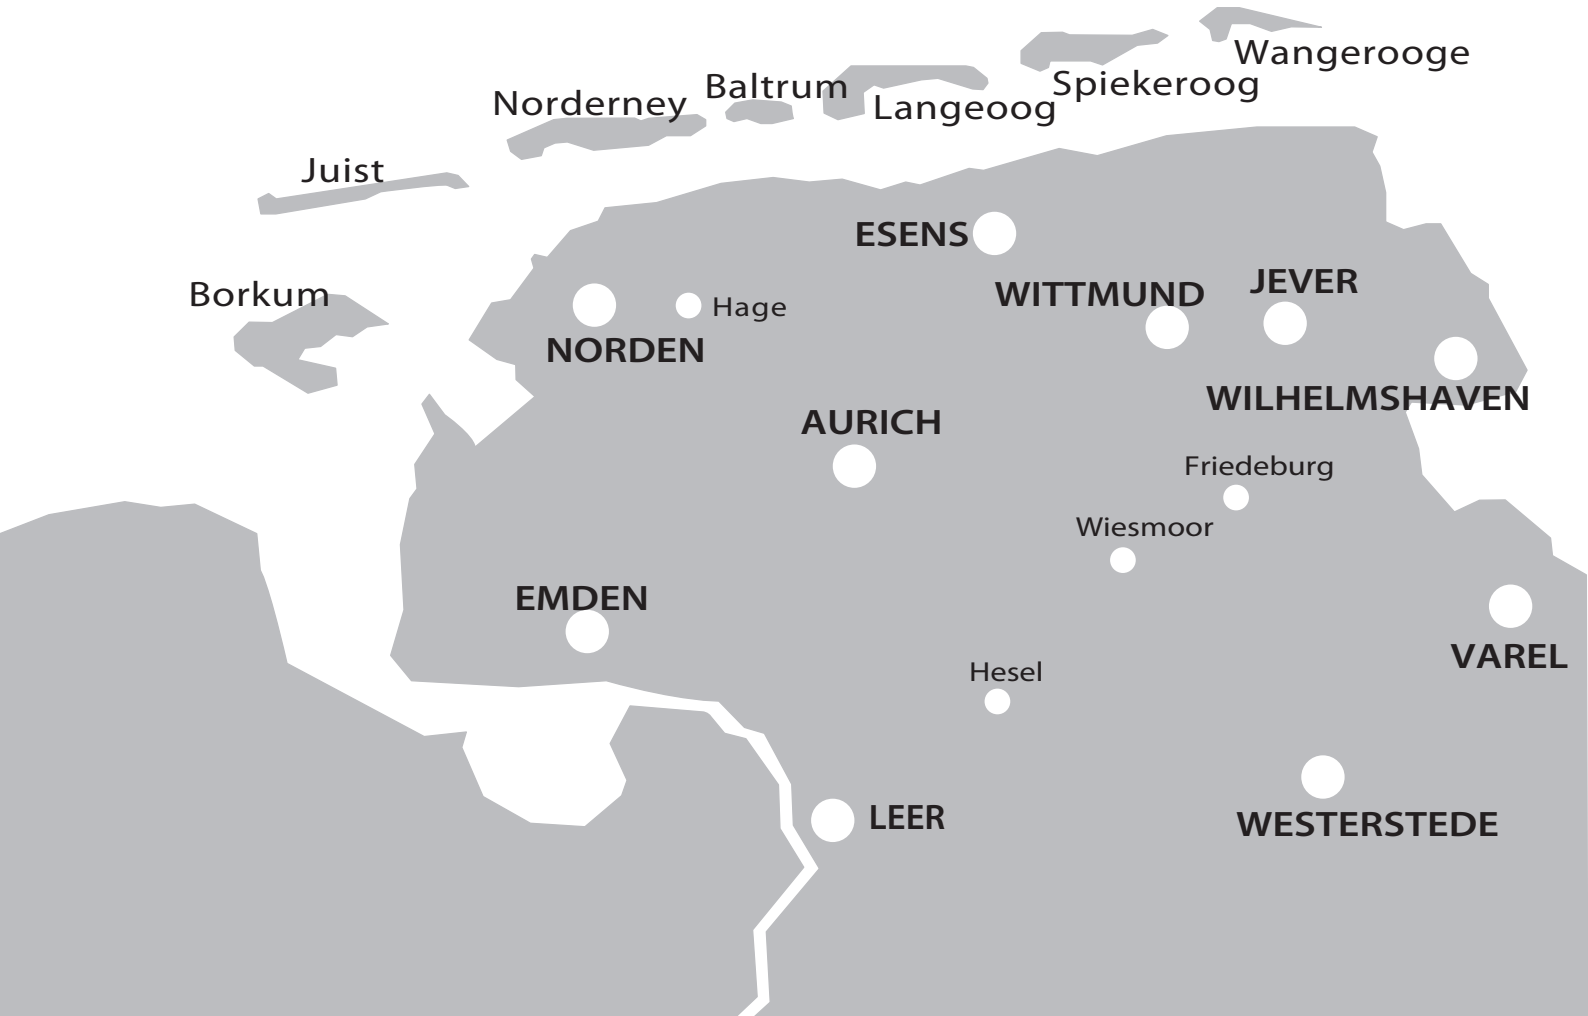 Wangerooge
Spiekeroog
Baltrum
Langeoog
Norderney
Juist
ESENS
JEVER
Borkum
WITTMUND
Hage
NORDEN
WILHELMSHAVEN
AURICH
Friedeburg
Wiesmoor
EMDEN
VAREL
Hesel
LEER
WESTERSTEDE